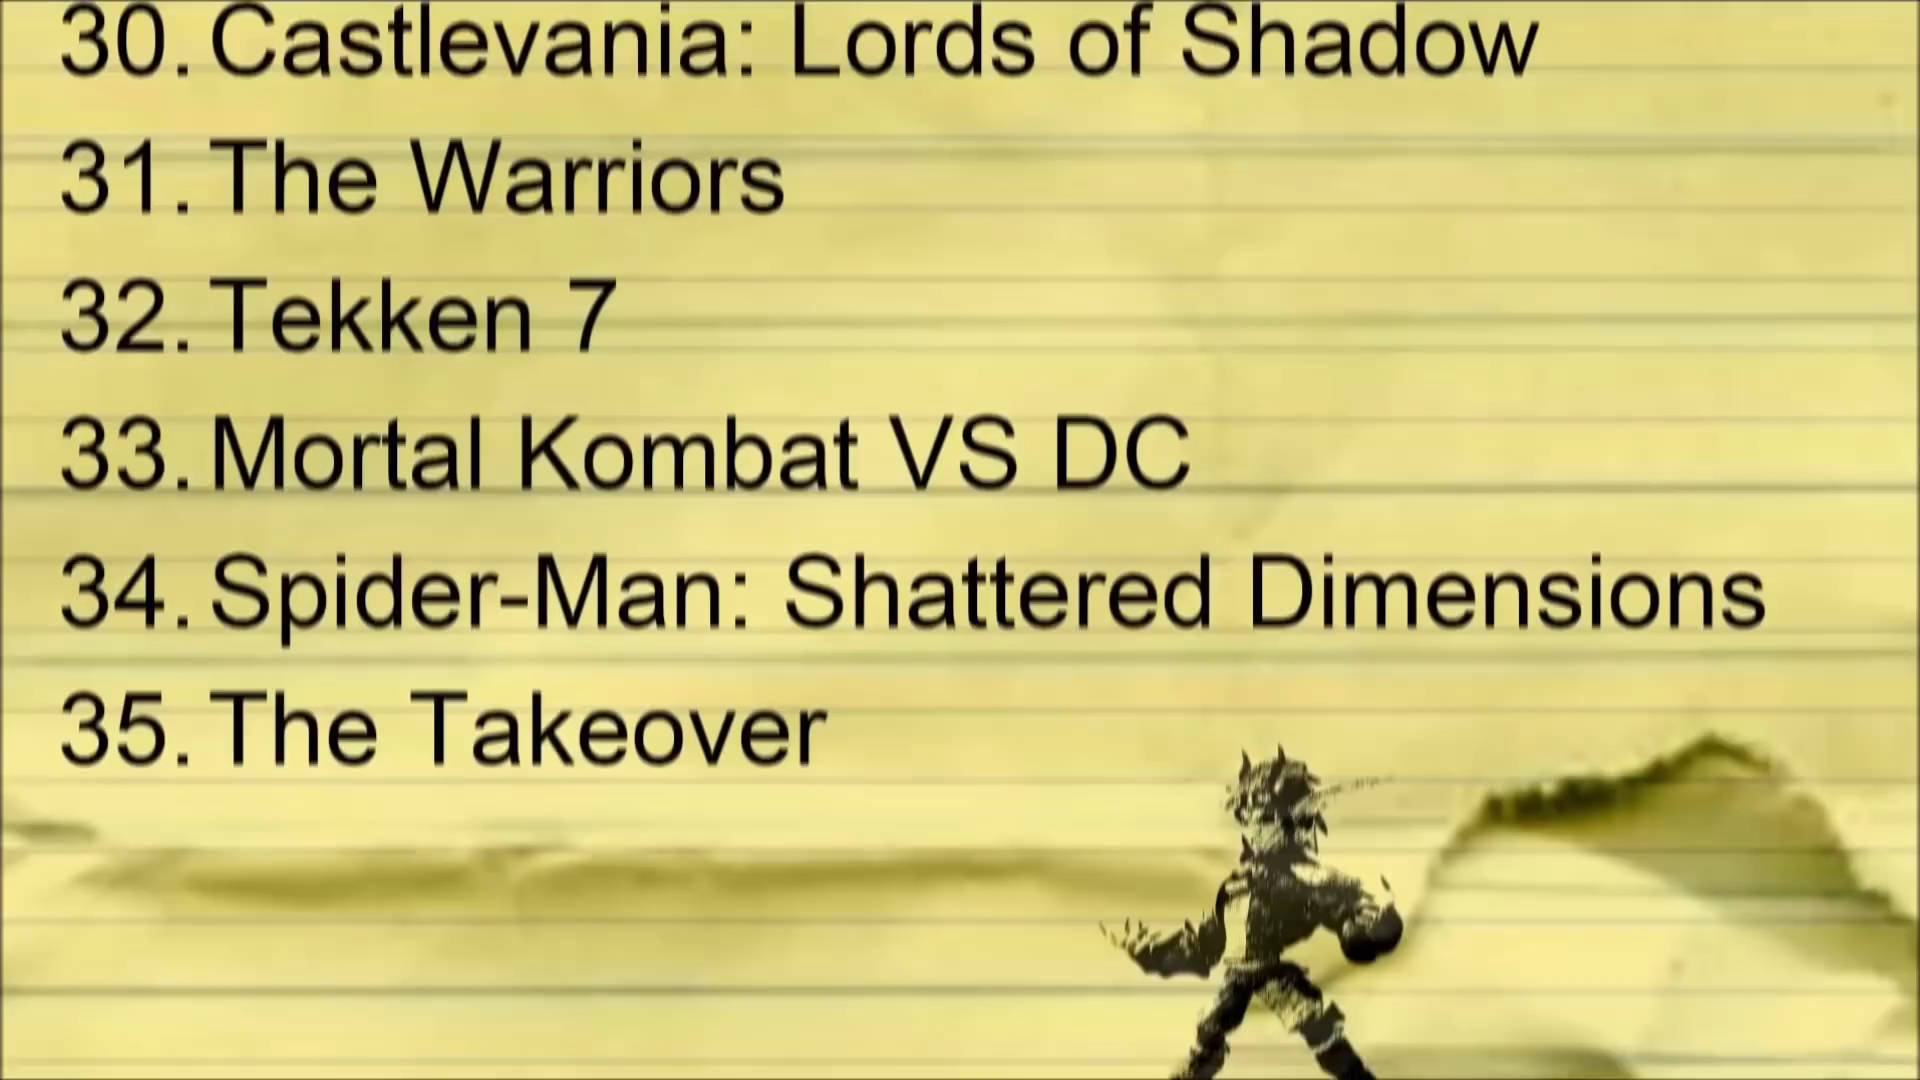 30. Castlevania: Lords of Shadow
31. The Warriors
32. Tekken 7
33. Mortal Kombat VS DC
34. Spider-Man: Shattered Dimensions
35. The Takeover